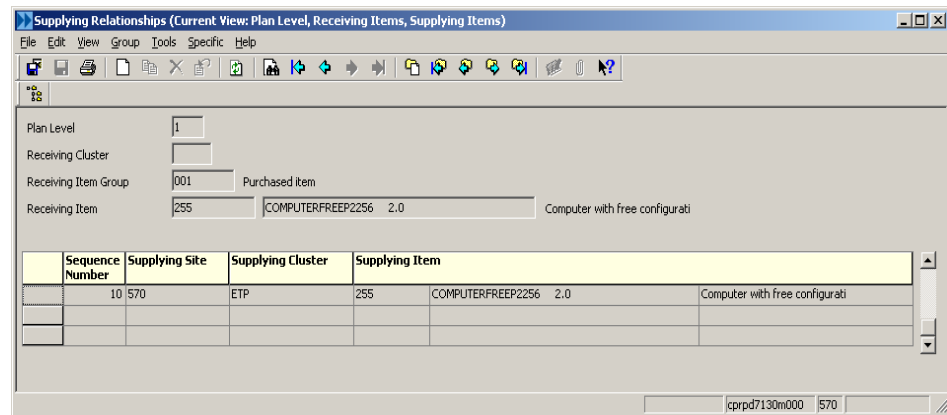 Supplying Relationships (Current View: Plan Level, Receiving Items, Supplying Items)
File Edit View Group Tools Specific Help
Plan Level 1
Receiving Cluster
Receiving Item Group 001 Purchased item
Receiving Item 255 COMPUTERFREEP2256 2.0 Computer with free configurati
Sequence Number Supplying Site Supplying Cluster Supplying Item
10 570 ETP 255 COMPUTERFREEP2256 2.0 Computer with free configurati
cprpd7130m000 570